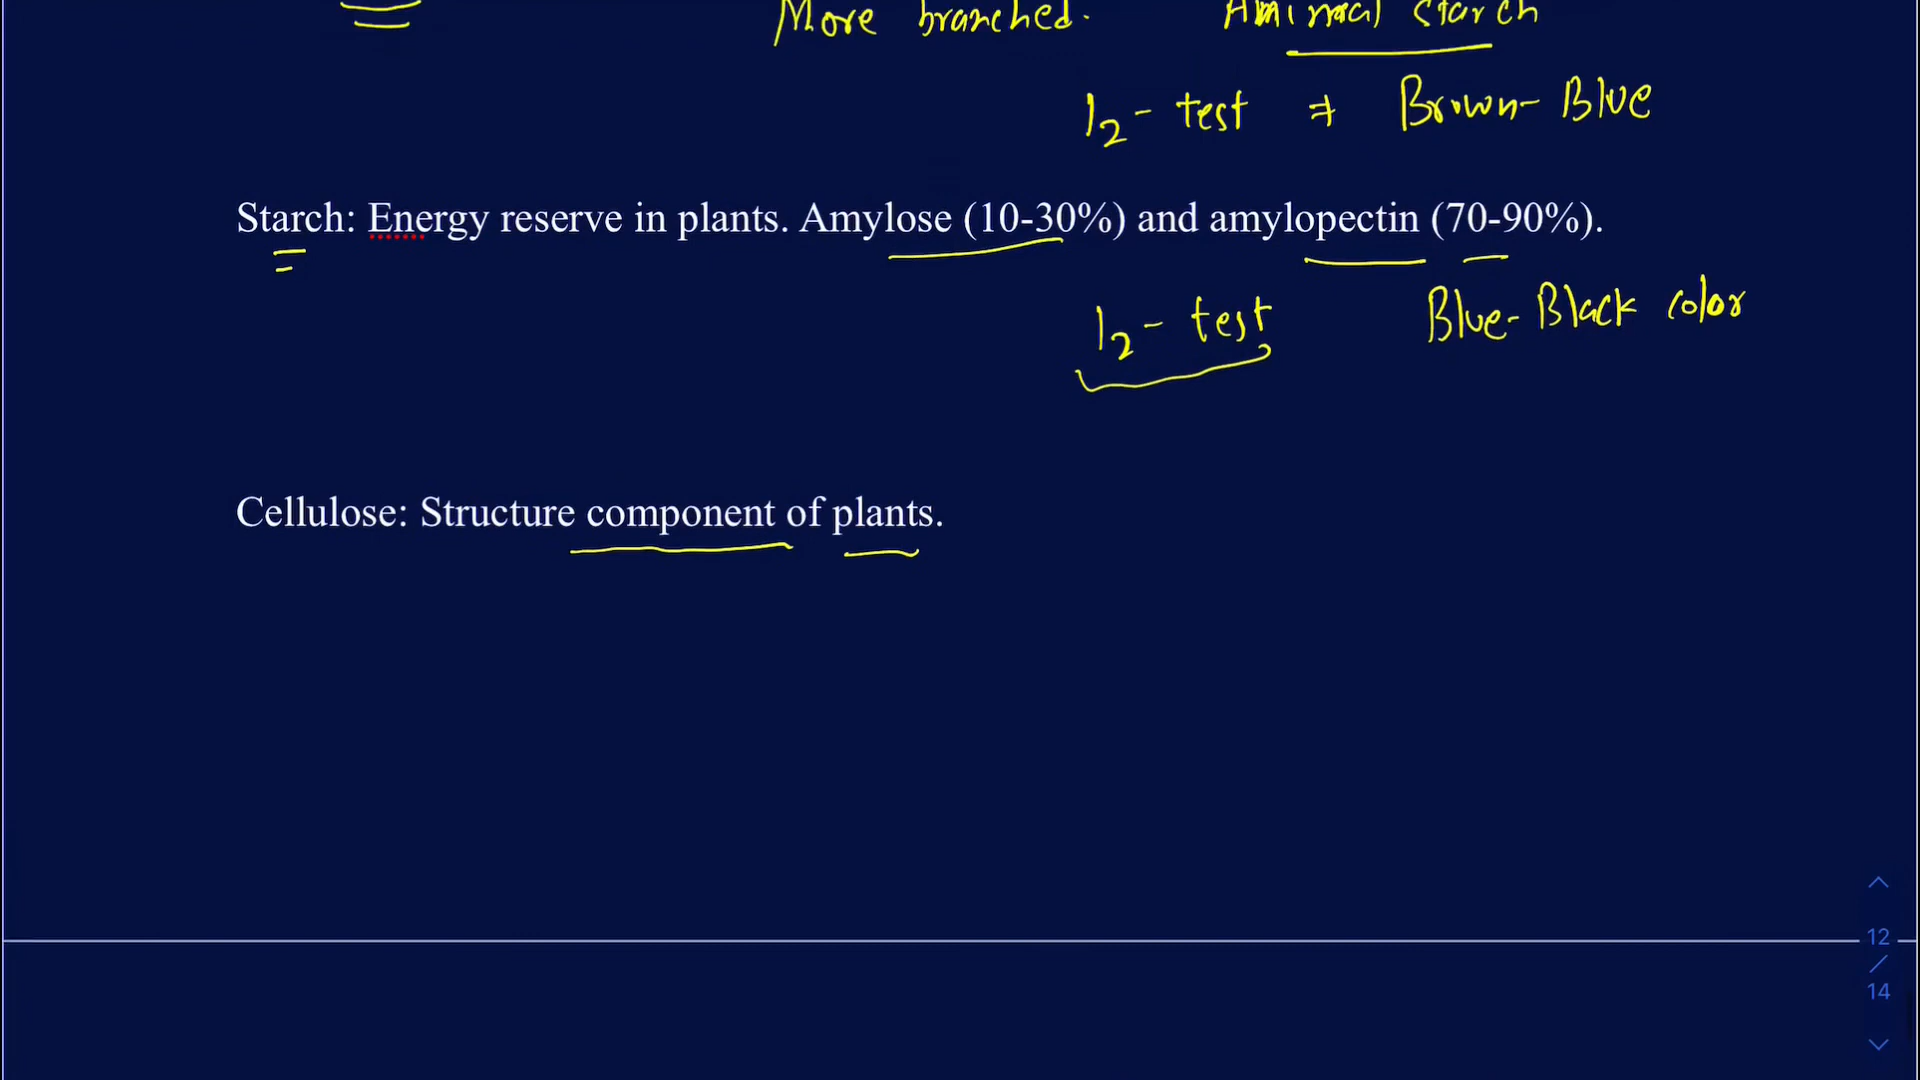 More branched. Animal starch
I2 - test ⇒ Brown-Blue
Starch: Energy reserve in plants. Amylose (10-30%) and amylopectin (70-90%).
I2 - test Blue-Black color
Cellulose: Structure component of plants.
12
/
14